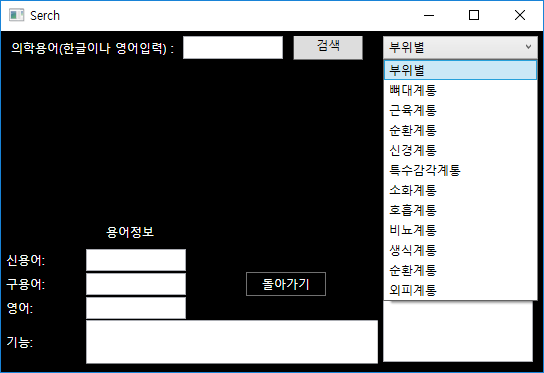 Serch
의학용어(한글이나 영어입력) :
검색
부위별
부위별
뼈대계통
근육계통
순환계통
신경계통
특수감각계통
소화계통
호흡계통
비뇨계통
생식계통
순환계통
외피계통
용어정보
신용어:
구용어:
돌아가기
영어:
기능: